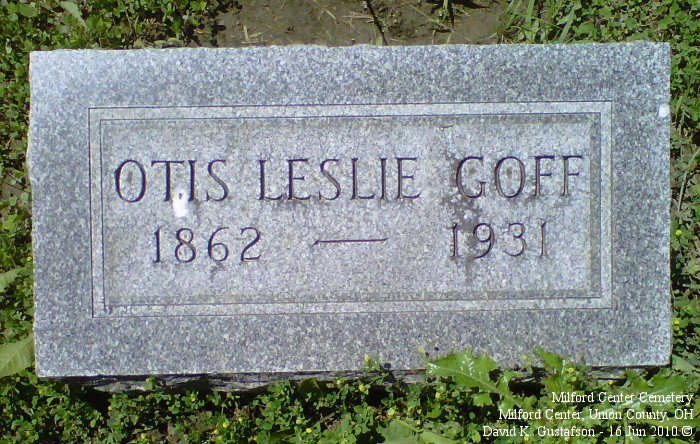 OTIS LESLIE GOFF
1862 — 1931
Milford Center Cemetery
Milford Center, Union County, OH
David K. Gustafson - 16 Jun 2010 ©